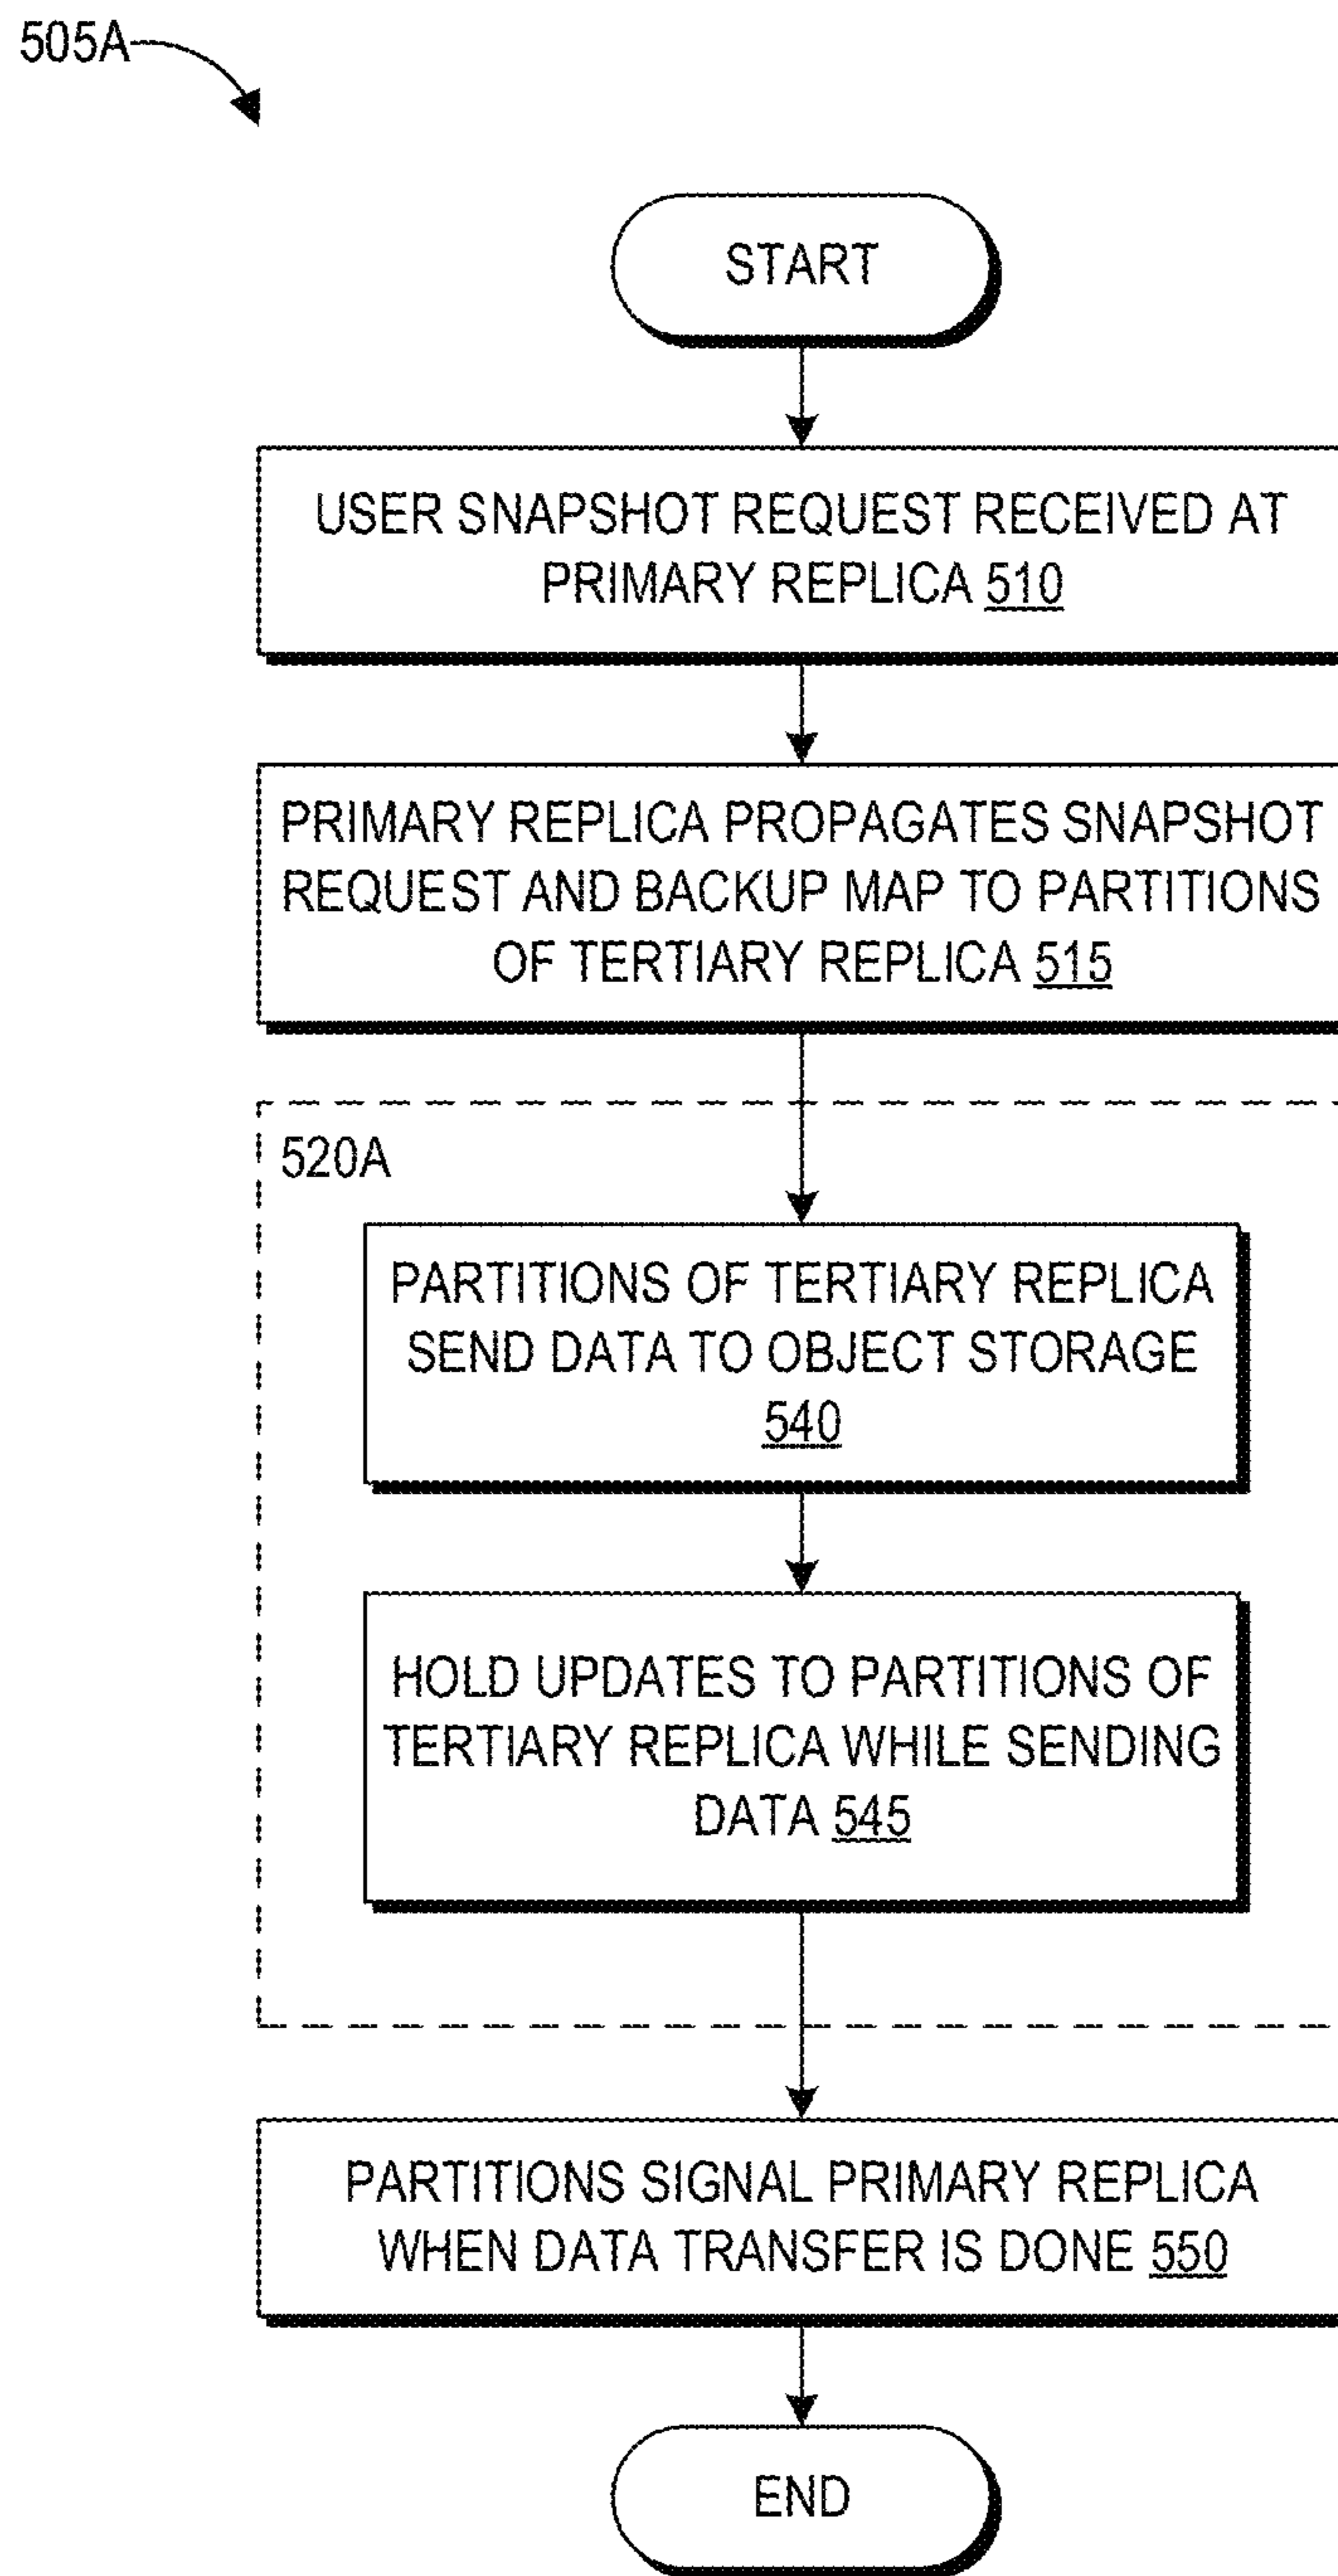 505A
START
USER SNAPSHOT REQUEST RECEIVED AT
PRIMARY REPLICA 510
PRIMARY REPLICA PROPAGATES SNAPSHOT
REQUEST AND BACKUP MAP TO PARTITIONS
OF TERTIARY REPLICA 515
520A
PARTITIONS OF TERTIARY REPLICA
SEND DATA TO OBJECT STORAGE
540
HOLD UPDATES TO PARTITIONS OF
TERTIARY REPLICA WHILE SENDING
DATA 545
PARTITIONS SIGNAL PRIMARY REPLICA
WHEN DATA TRANSFER IS DONE 550
END